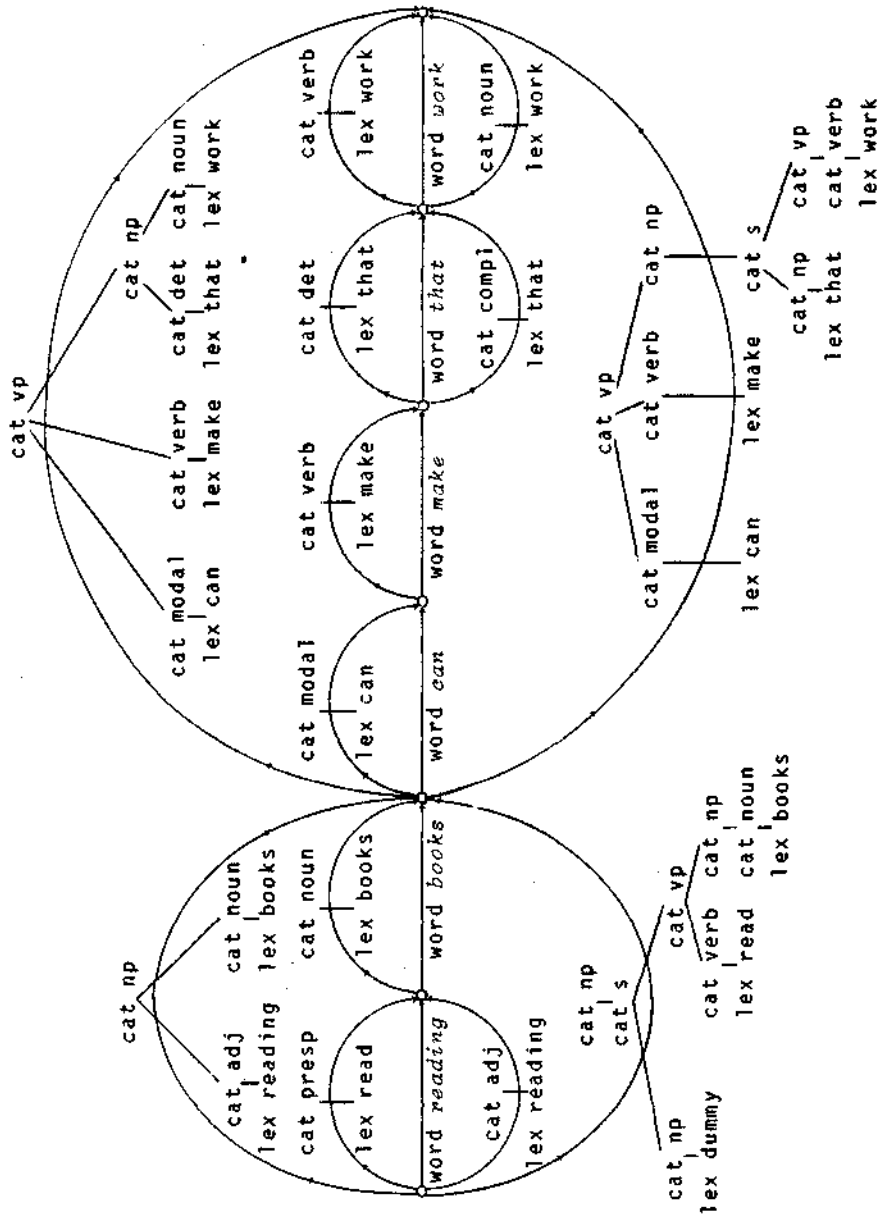 cat vp
cat np cat np
cat modal cat verb cat det cat noun
lex can lex make lex that lex work
cat adj cat noun
lex reading lex books
cat presp cat noun cat modal cat verb cat det cat verb
lex read lex books lex can lex make lex that lex work
word reading word books word can word make word that word work
cat adj cat compl cat noun
lex reading lex that lex work
cat np cat vp
cat s
cat modal cat verb cat np
cat np cat vp
lex dummy
cat verb cat np
lex read cat noun
lex books
lex can lex make cat s
cat np cat vp
lex that cat verb
lex work